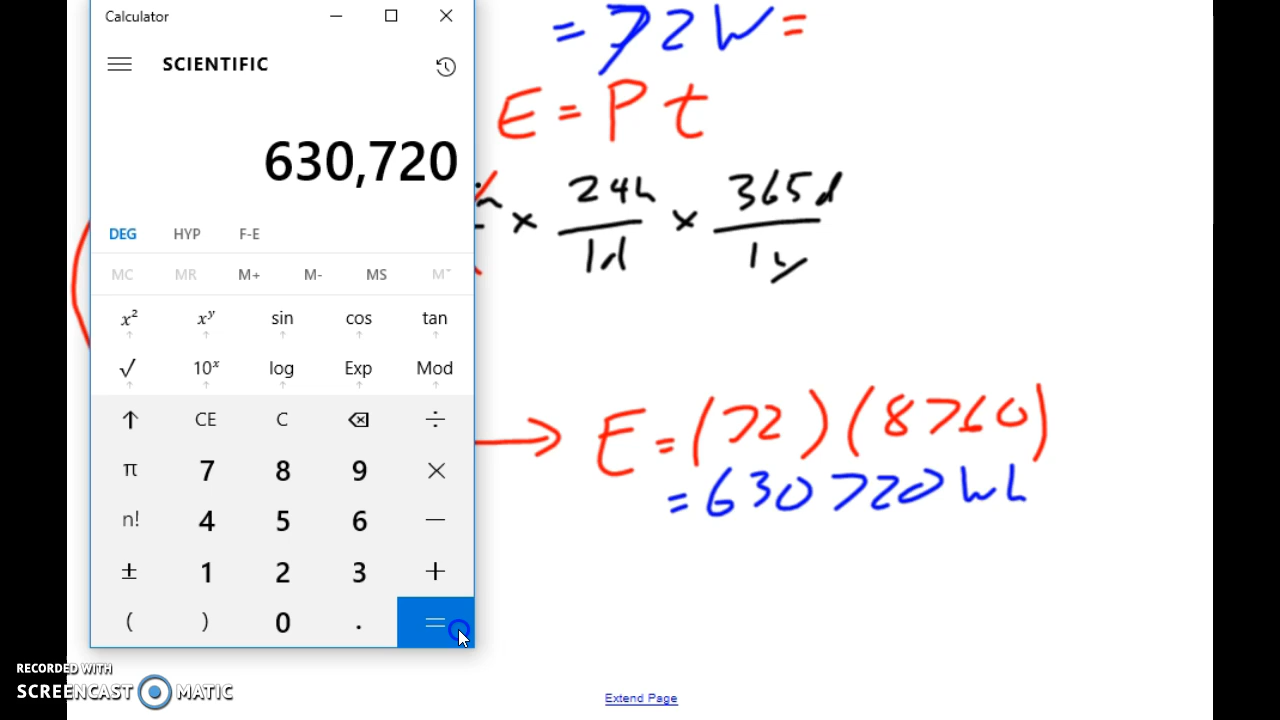 Calculator
SCIENTIFIC
630,720
DEG HYP F-E
MC MR M+ M- MS M˅
x² xʸ sin cos tan
√ 10ˣ log Exp Mod
↑ CE C ⌫ ÷
π 7 8 9 ×
n! 4 5 6 −
± 1 2 3 +
( ) 0 . =
= 72 W =
E = P t
× 24h/1d × 365d/1y
E = (72)(8760)
= 630720 Wh
Extend Page
RECORDED WITH
SCREENCAST MATIC